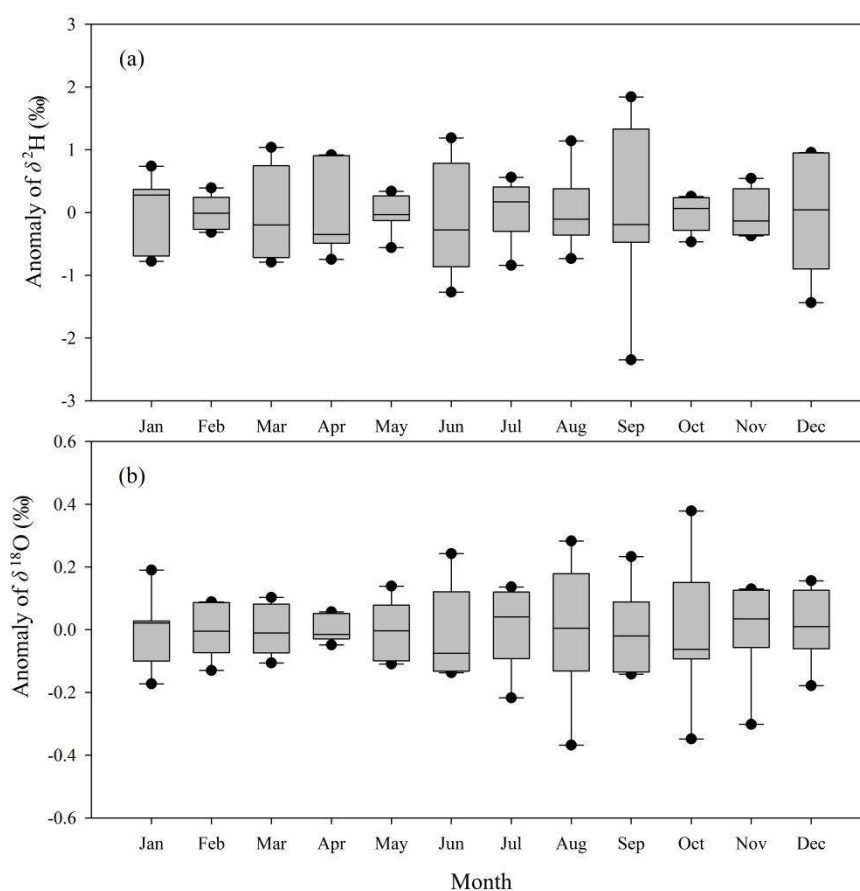 (a)
Anomaly of δ²H (‰)
3
2
1
0
-1
-2
-3
Jan Feb Mar Apr May Jun Jul Aug Sep Oct Nov Dec
(b)
Anomaly of δ¹⁸O (‰)
0.6
0.4
0.2
0.0
-0.2
-0.4
-0.6
Jan Feb Mar Apr May Jun Jul Aug Sep Oct Nov Dec
Month